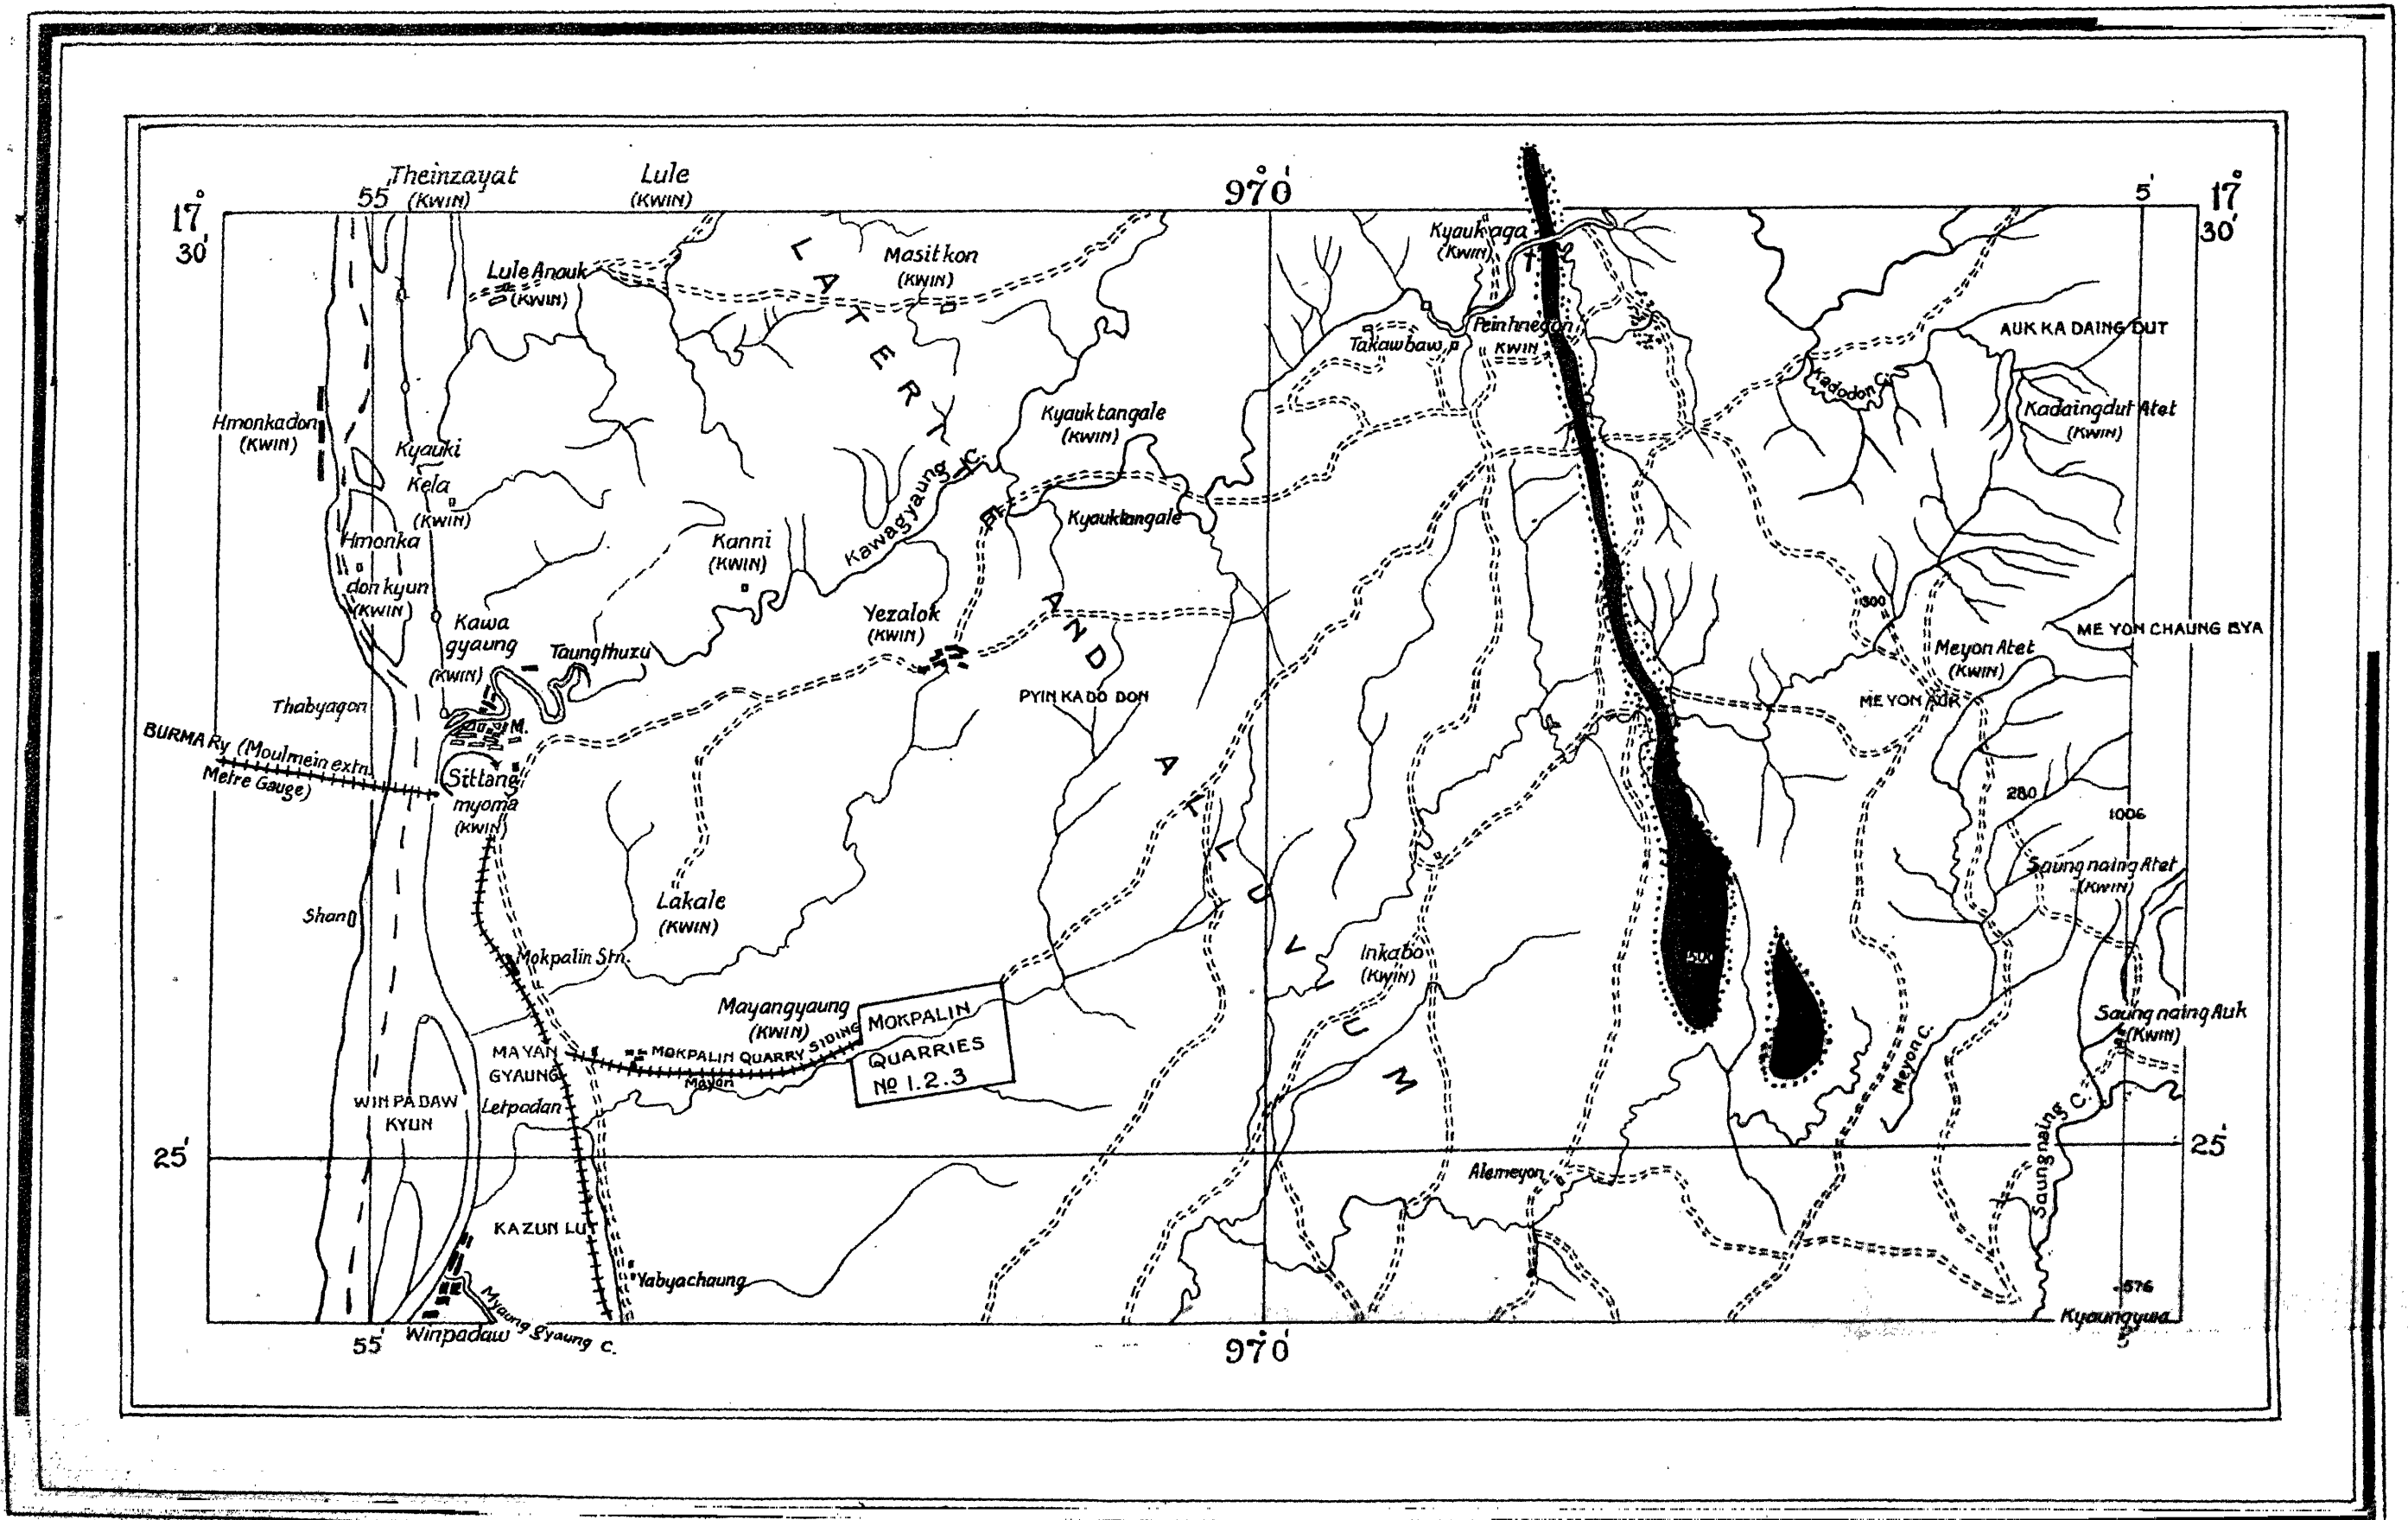 Theinzayat
(KWIN)
Lule
(KWIN)
55'
97° 0'
5'
17°
30'
17°
30'
Lule Anauk
(KWIN)
LATERITE AND ALLUVIUM
Masitkon
(KWIN)
Kyaukaga
(KWIN)
Peinhnegon
KWIN
Takawbaw
AUK KA DAING DUT
Kadodon C.
Kadaingdut Atet
(KWIN)
Hmonkadon
(KWIN)
Kyauki
Kela
(KWIN)
Kyauktangale
(KWIN)
Kyauktangale
Kawagyaung C.
Hmonka
don kyun
(KWIN)
Kanni
(KWIN)
Yezalok
(KWIN)
Kawa
gyaung
(KWIN)
Taungthuzu
300
ME YON CHAUNG BYA
Meyon Atet
(KWIN)
ME YON AUK
PYIN KADO DON
Thabyagon
BURMA Ry (Moulmein extn.
Metre Gauge)
M.
Sittang
myoma
(KWIN)
280
1006
Saungnaing Atet
(KWIN)
Lakale
(KWIN)
Shan
Mokpalin Stn.
Inkabo
(KWIN)
500
Mayangyaung
(KWIN)
MOKPALIN
QUARRIES
No 1.2.3
MOKPALIN QUARRY SIDING
Mayan
MAYAN
GYAUNG
Letpadan
Saungnaing Auk
(KWIN)
Meyon C.
Saungnaing C.
WIN PA DAW
KYUN
25'
25'
Alemeyon
KAZUN LU
Yabyachaung
Myaung gyaung C.
Winpadaw
576
Kyaungywa
55'
97° 0'
5'